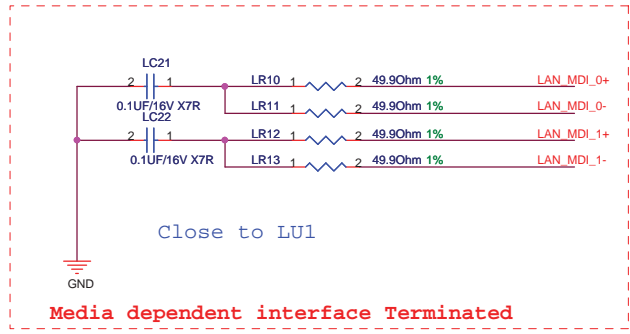 LC21
2 1 LR10 1 2 49.9Ohm 1% LAN_MDI_0+
0.1UF/16V X7R LR11 1 2 49.9Ohm 1% LAN_MDI_0-
LC22
2 1 LR12 1 2 49.9Ohm 1% LAN_MDI_1+
0.1UF/16V X7R LR13 1 2 49.9Ohm 1% LAN_MDI_1-
Close to LU1
GND
Media dependent interface Terminated